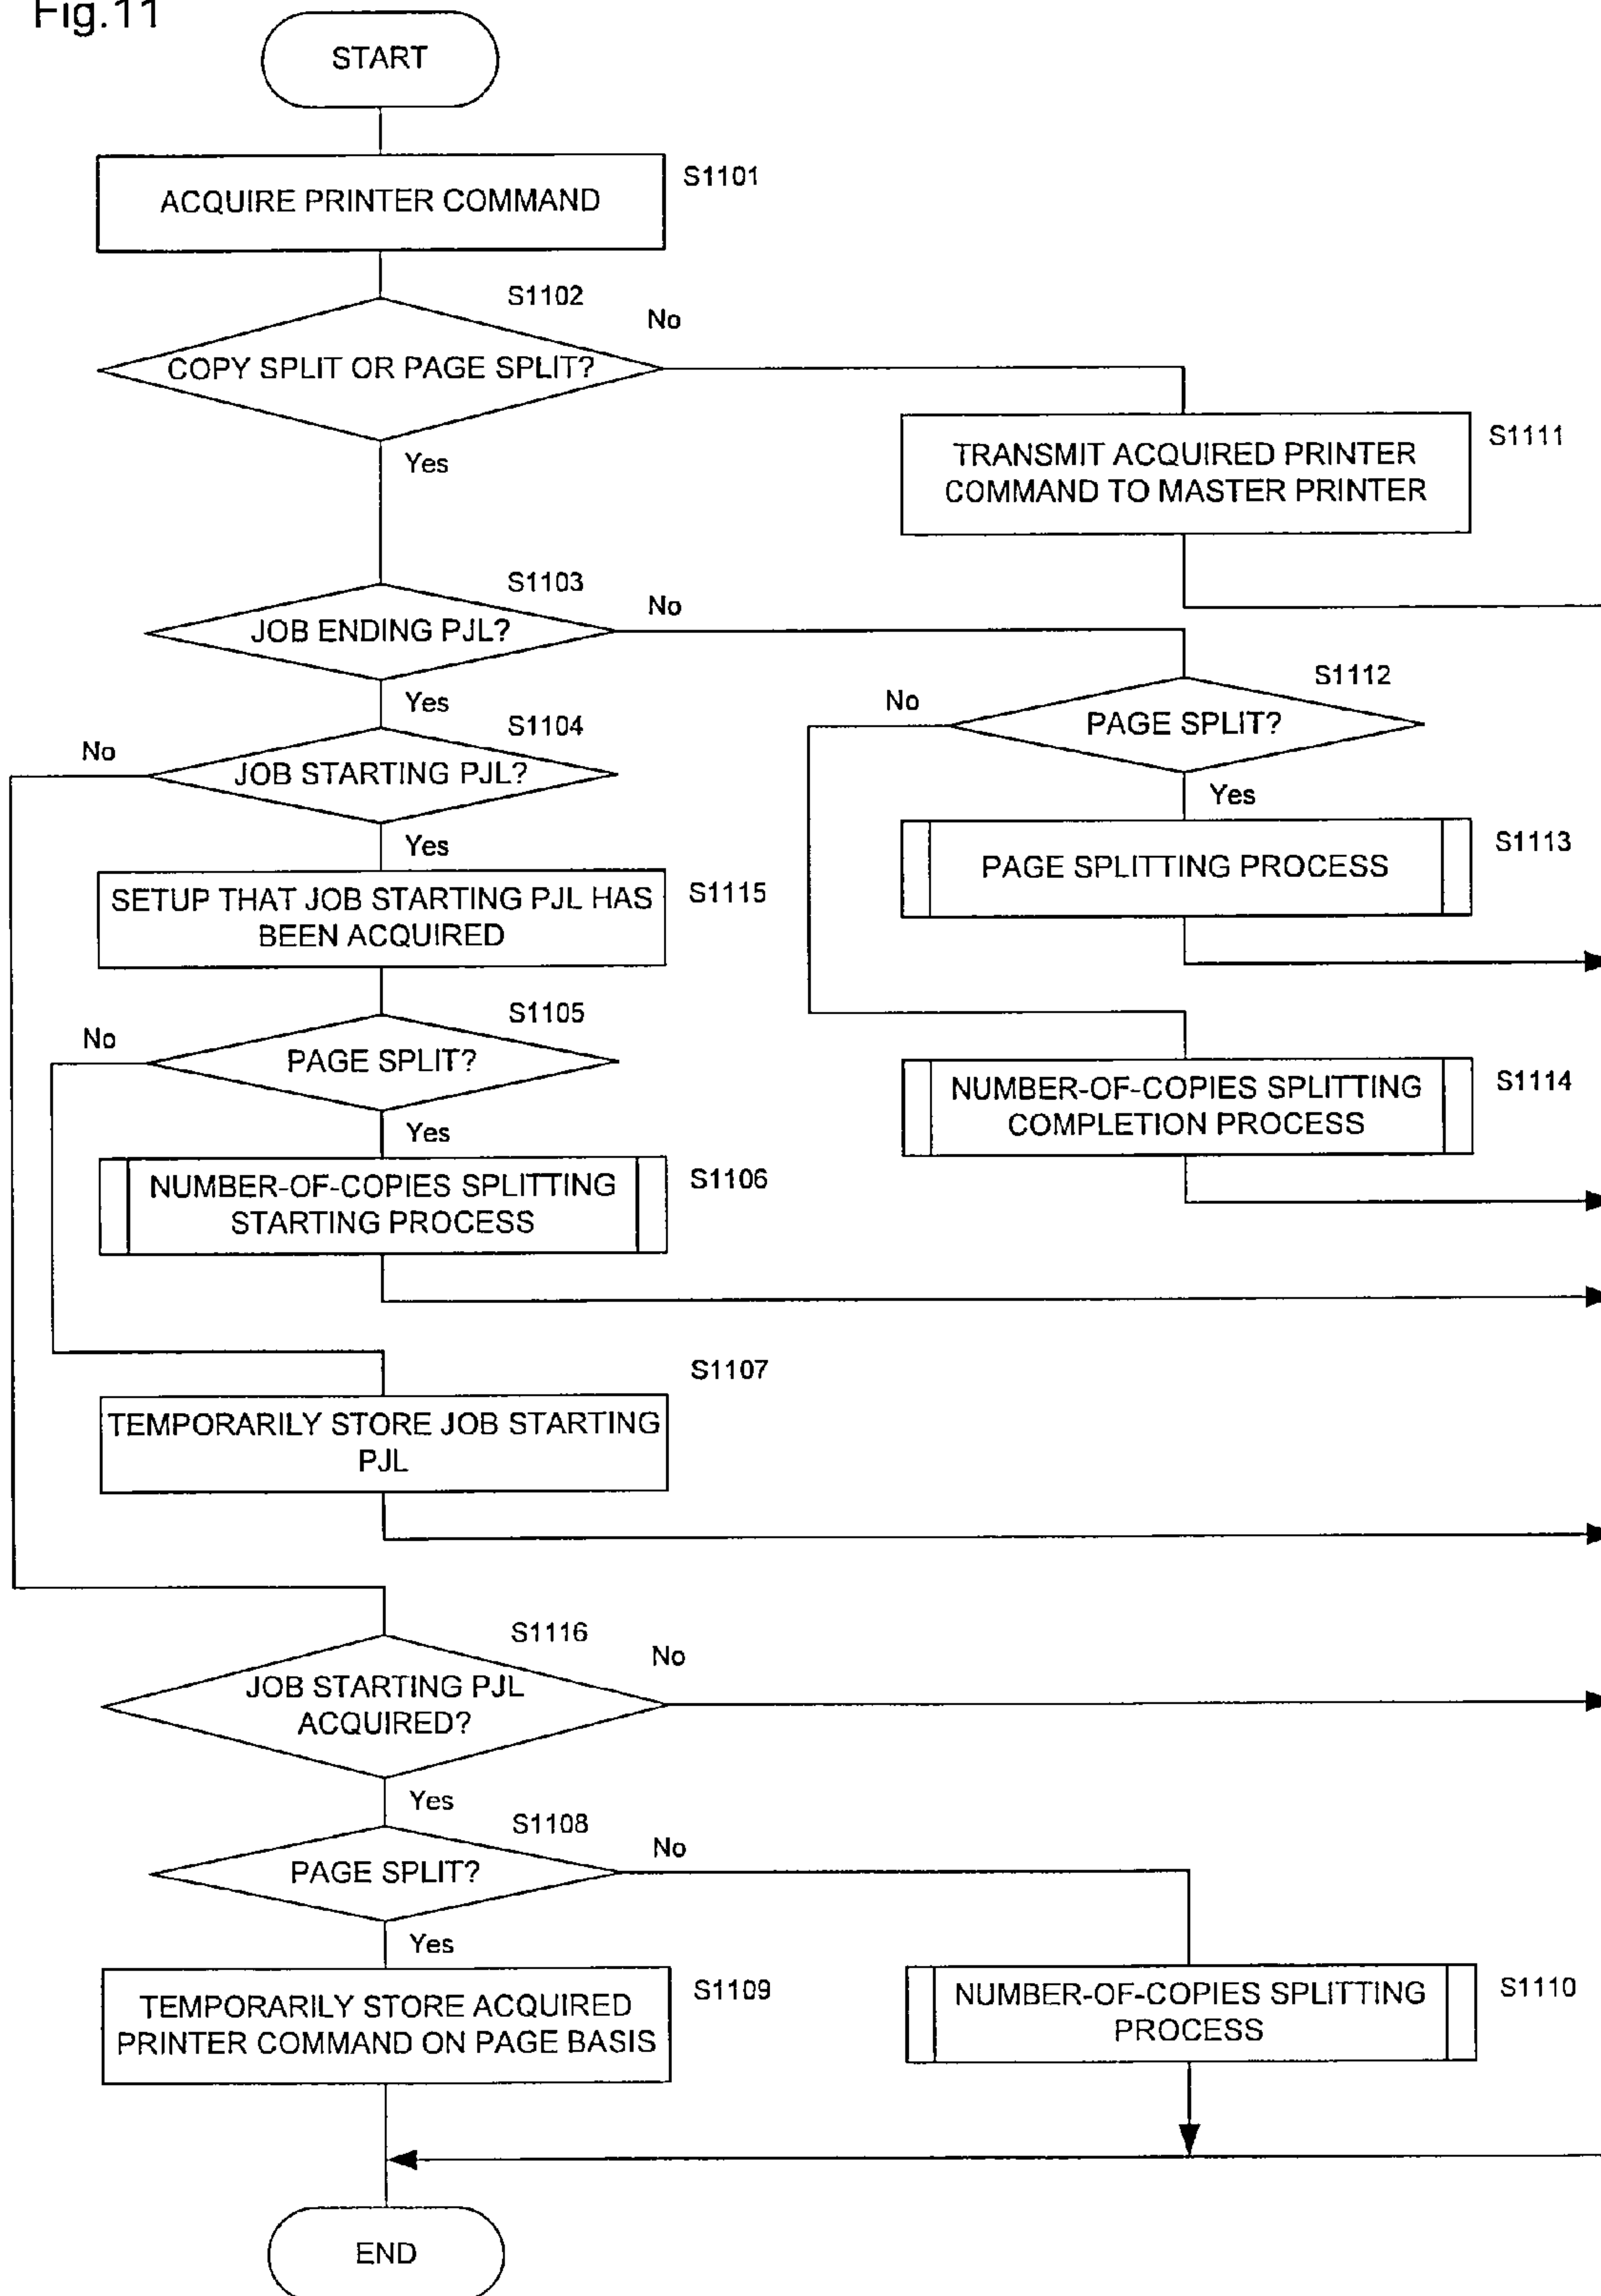 Fig.11
START
ACQUIRE PRINTER COMMAND
S1101
S1102
COPY SPLIT OR PAGE SPLIT?
No
Yes
TRANSMIT ACQUIRED PRINTER
COMMAND TO MASTER PRINTER
S1111
S1103
JOB ENDING PJL?
No
Yes
S1112
PAGE SPLIT?
No
Yes
S1104
JOB STARTING PJL?
No
Yes
PAGE SPLITTING PROCESS
S1113
SETUP THAT JOB STARTING PJL HAS
BEEN ACQUIRED
S1115
S1105
PAGE SPLIT?
No
Yes
NUMBER-OF-COPIES SPLITTING
COMPLETION PROCESS
S1114
NUMBER-OF-COPIES SPLITTING
STARTING PROCESS
S1106
S1107
TEMPORARILY STORE JOB STARTING
PJL
S1116
JOB STARTING PJL
ACQUIRED?
No
Yes
S1108
PAGE SPLIT?
No
Yes
TEMPORARILY STORE ACQUIRED
PRINTER COMMAND ON PAGE BASIS
S1109
NUMBER-OF-COPIES SPLITTING
PROCESS
S1110
END